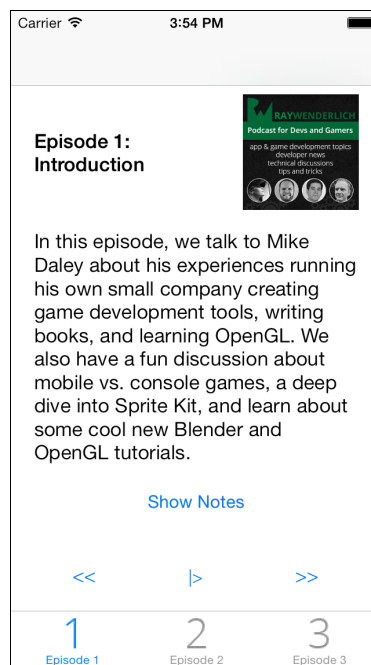 Carrier 3:54 PM
RAYWENDERLICH
Podcast for Devs and Gamers
app & game development topics
developer news
technical discussions
tips and tricks
Episode 1:
Introduction
In this episode, we talk to Mike
Daley about his experiences running
his own small company creating
game development tools, writing
books, and learning OpenGL. We
also have a fun discussion about
mobile vs. console games, a deep
dive into Sprite Kit, and learn about
some cool new Blender and
OpenGL tutorials.
Show Notes
<< |> >>
1 2 3
Episode 1 Episode 2 Episode 3